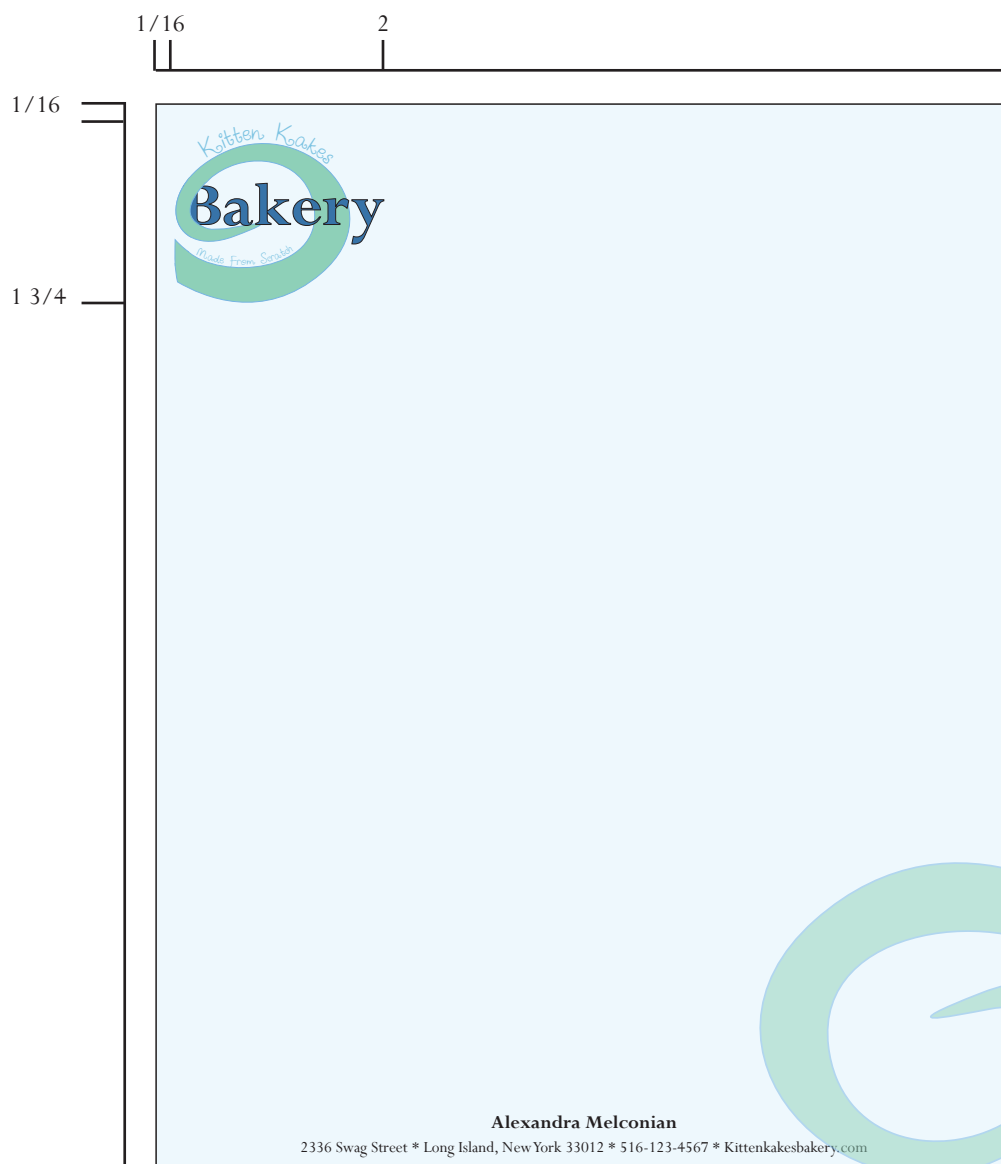 1/16 2
1/16
Kitten Kakes
Bakery
Made From Scratch
1 3/4
Alexandra Melconian
2336 Swag Street * Long Island, New York 33012 * 516-123-4567 * Kittenkakesbakery.com